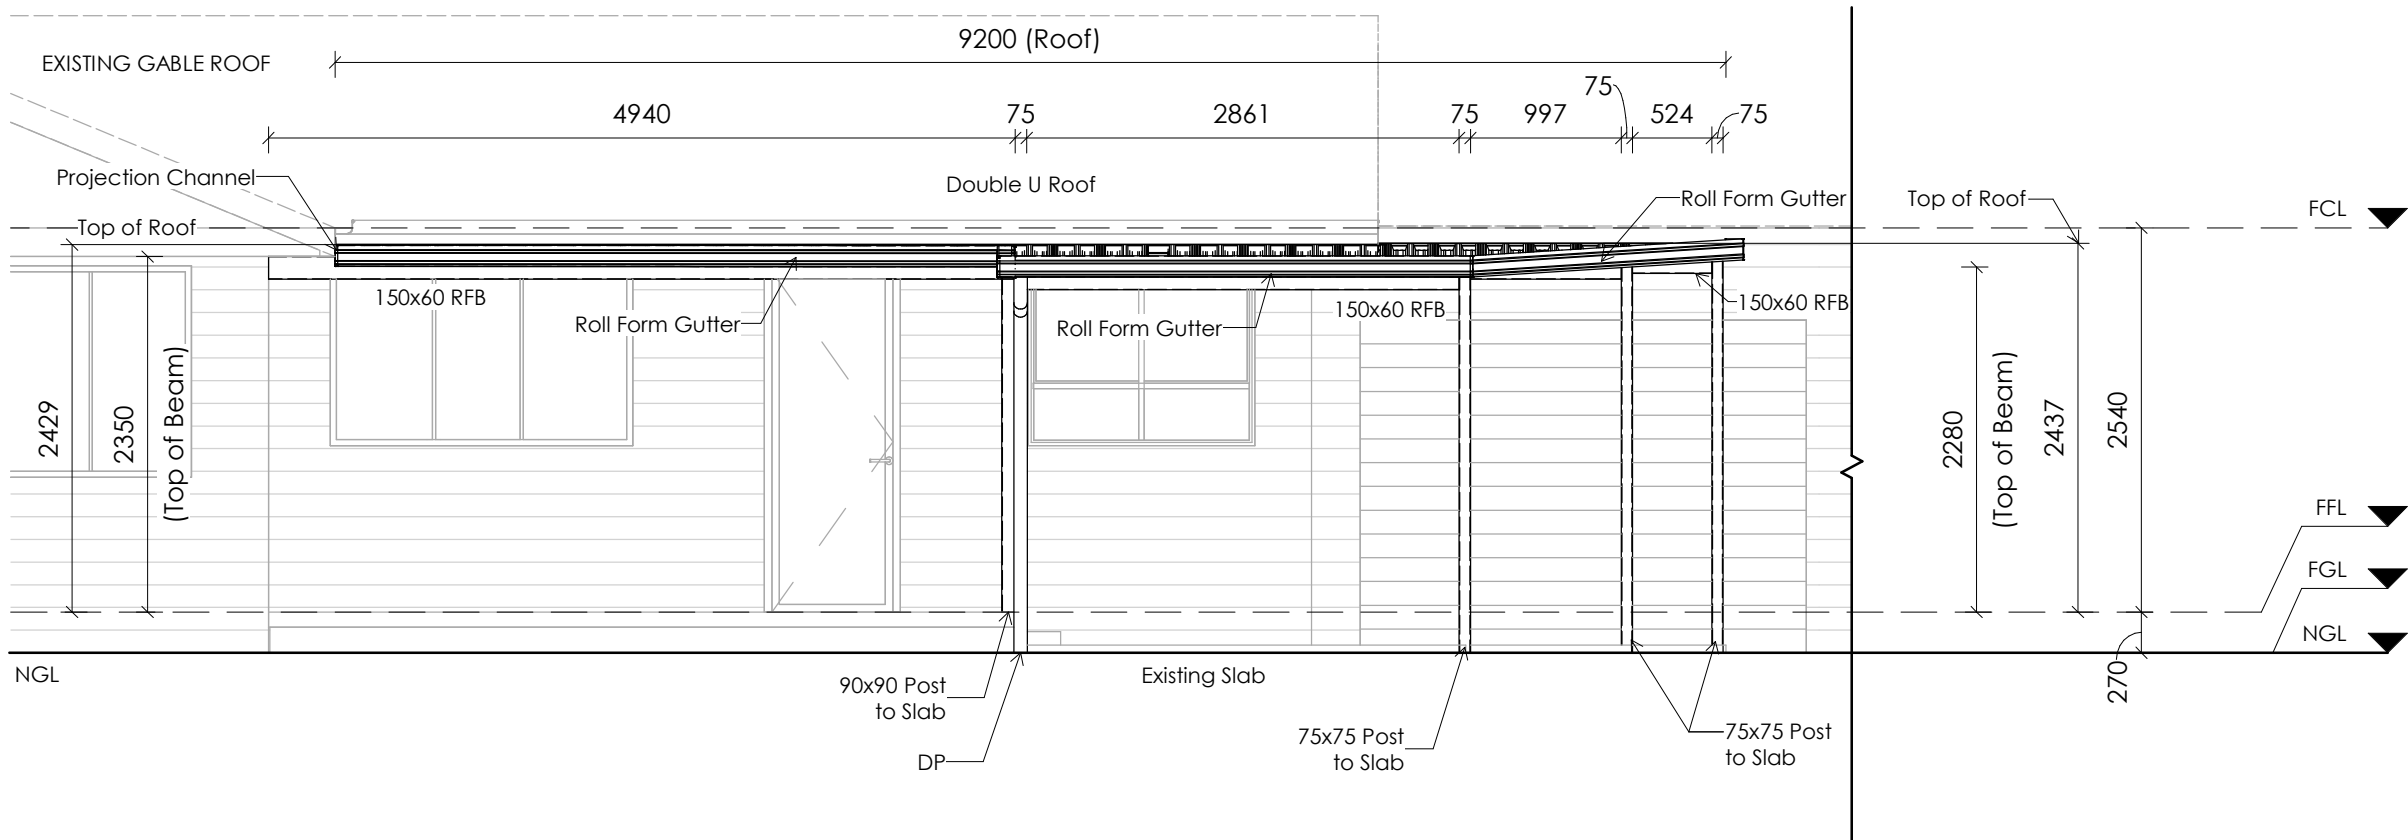 9200 (Roof)
EXISTING GABLE ROOF
75
4940
75
2861
75
997
524
75
Projection Channel
Double U Roof
Roll Form Gutter
Top of Roof
FCL
Top of Roof
150x60 RFB
Roll Form Gutter
Roll Form Gutter
150x60 RFB
150x60 RFB
2429
2350
(Top of Beam)
2280
(Top of Beam)
2437
2540
FFL
FGL
NGL
270
NGL
90x90 Post
to Slab
Existing Slab
DP
75x75 Post
to Slab
75x75 Post
to Slab